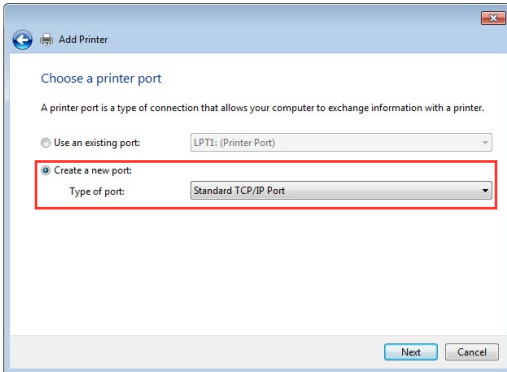 Add Printer
Choose a printer port
A printer port is a type of connection that allows your computer to exchange information with a printer.
Use an existing port: LPT1: (Printer Port)
Create a new port:
Type of port: Standard TCP/IP Port
Next Cancel